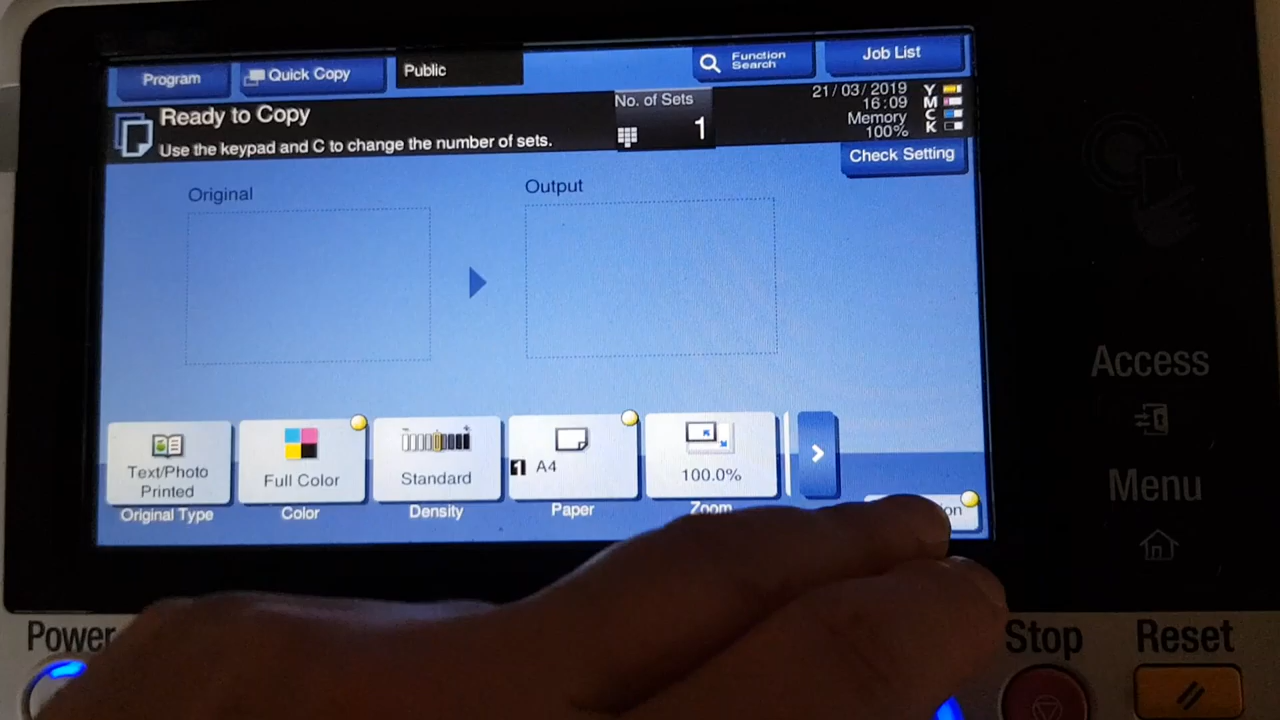 Program
Quick Copy
Public
Function
Search
Job List
Ready to Copy
Use the keypad and C to change the number of sets.
No. of Sets
1
21/03/2019
16:09
Memory
100%
Y
M
C
K
Check Setting
Original
Output
Text/Photo
Printed
Original Type
Full Color
Color
Standard
Density
1 A4
Paper
100.0%
Zoom
Access
Menu
Power
Stop
Reset